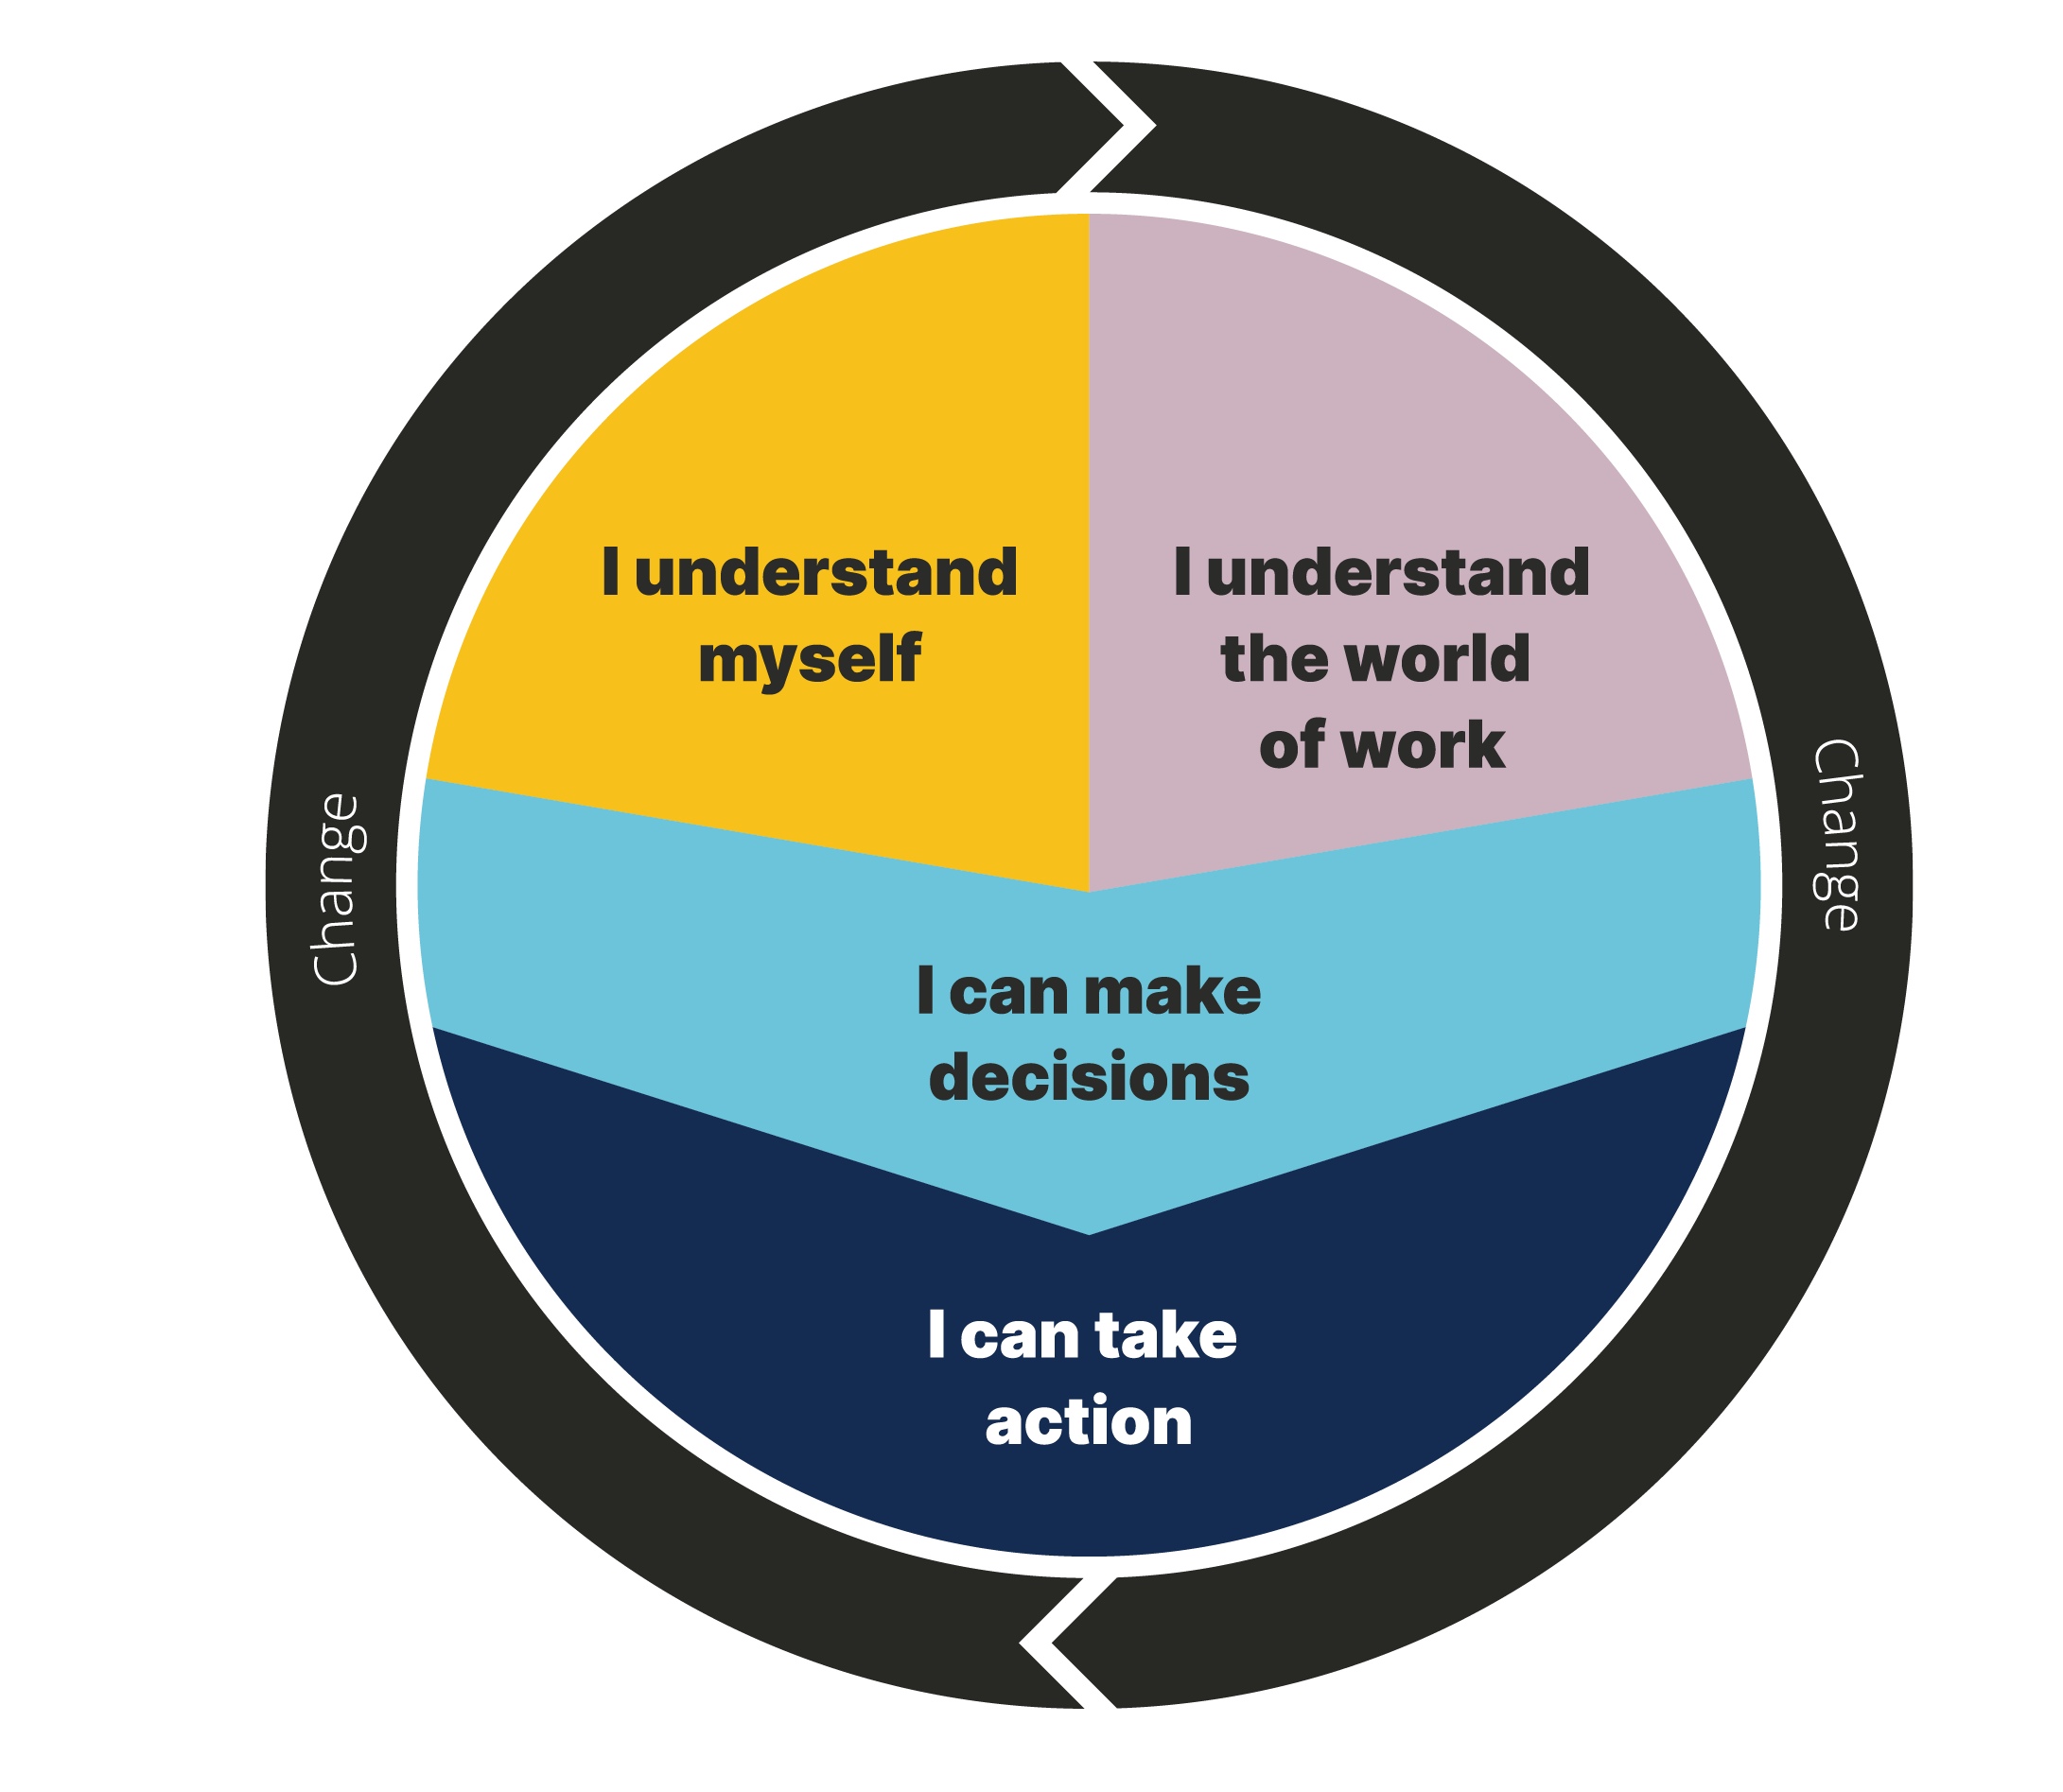 I understand
myself
I understand
the world
of work
Change
Change
I can make
decisions
I can take
action